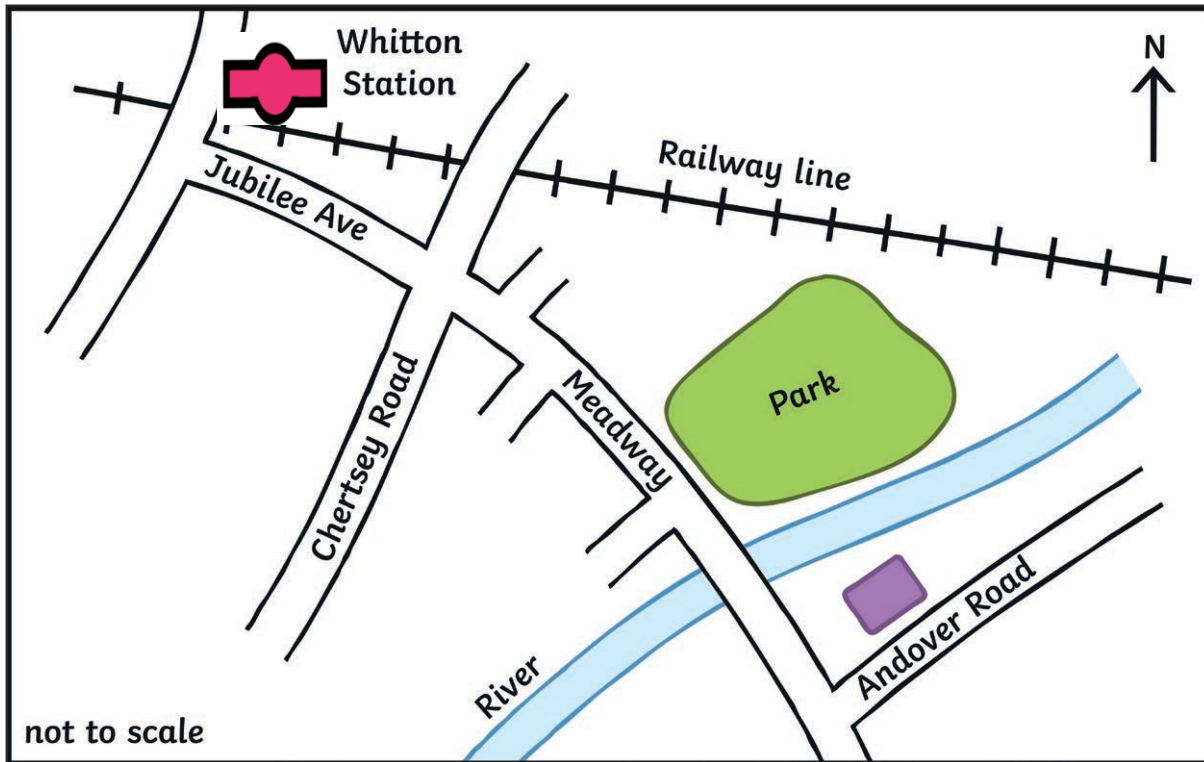 Whitton
Station
N
Railway line
Jubilee Ave
Park
Chertsey Road
Meadway
Andover Road
River
not to scale